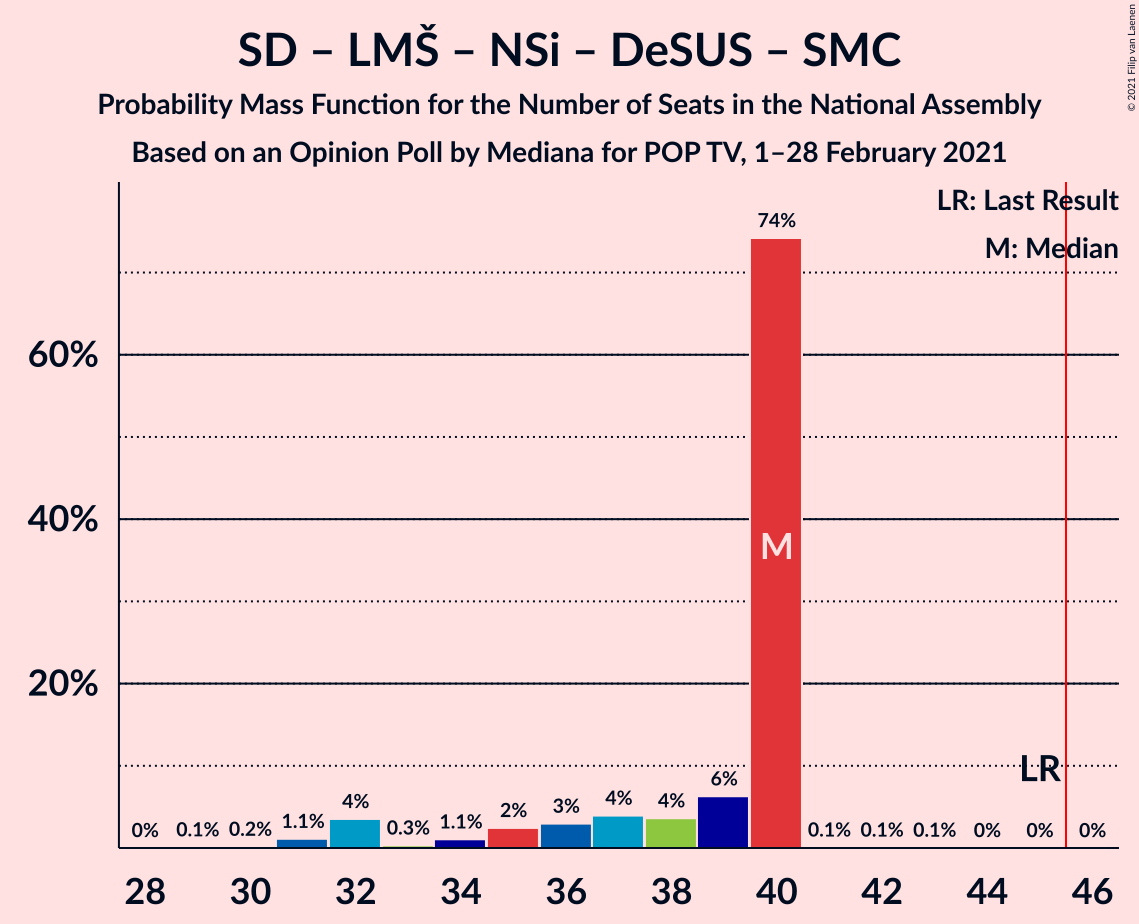 SD – LMŠ – NSi – DeSUS – SMC
Probability Mass Function for the Number of Seats in the National Assembly
Based on an Opinion Poll by Mediana for POP TV, 1–28 February 2021
© 2021 Filip van Laenen
LR: Last Result
M: Median
74%
60%
40%
M
20%
LR
0% 0.1% 0.2% 1.1% 4% 0.3% 1.1% 2% 3% 4% 4% 6% 0.1% 0.1% 0.1% 0% 0% 0%
28 30 32 34 36 38 40 42 44 46